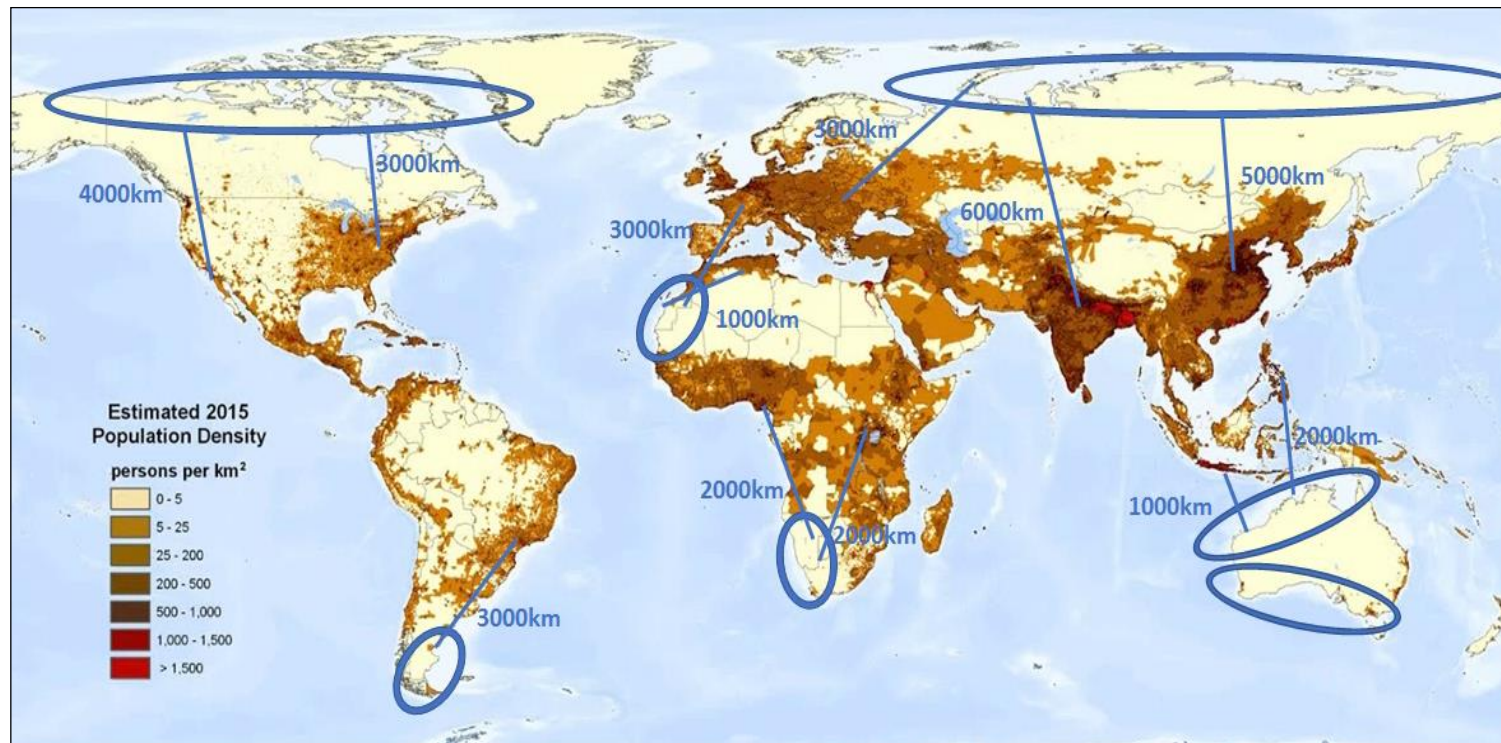 3000km
3000km
4000km
5000km
6000km
3000km
1000km
Estimated 2015
Population Density
persons per km²
0 - 5
5 - 25
25 - 200
200 - 500
500 - 1,000
1,000 - 1,500
> 1,500
2000km
2000km
1000km
2000km
3000km